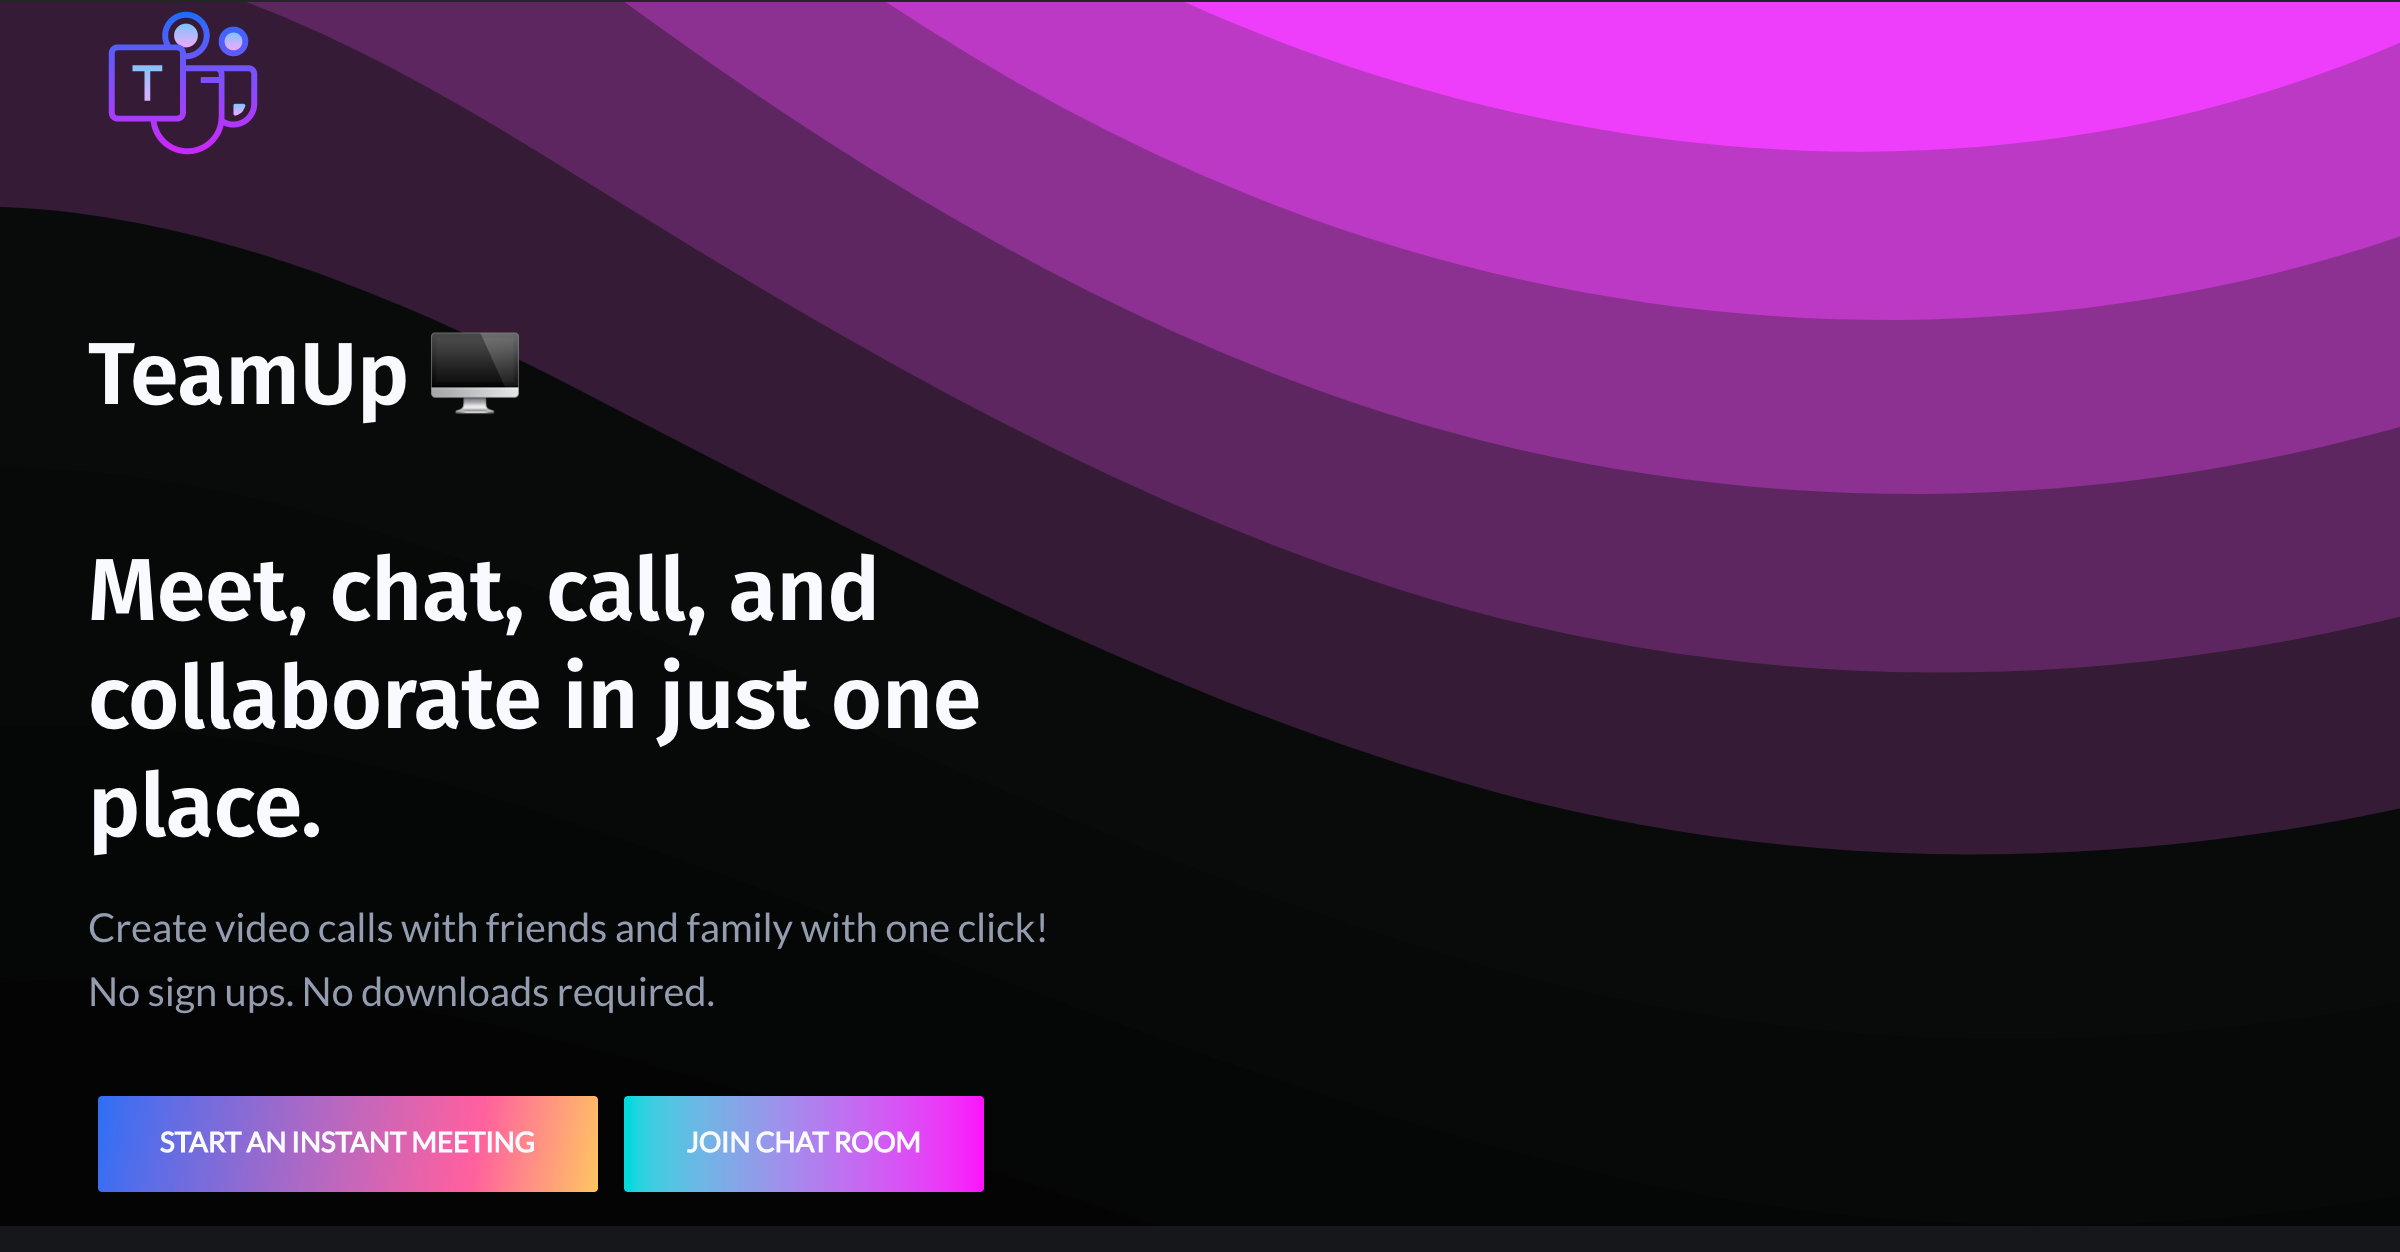 T
TeamUp 🖥️
Meet, chat, call, and
collaborate in just one
place.
Create video calls with friends and family with one click!
No sign ups. No downloads required.
START AN INSTANT MEETING
JOIN CHAT ROOM